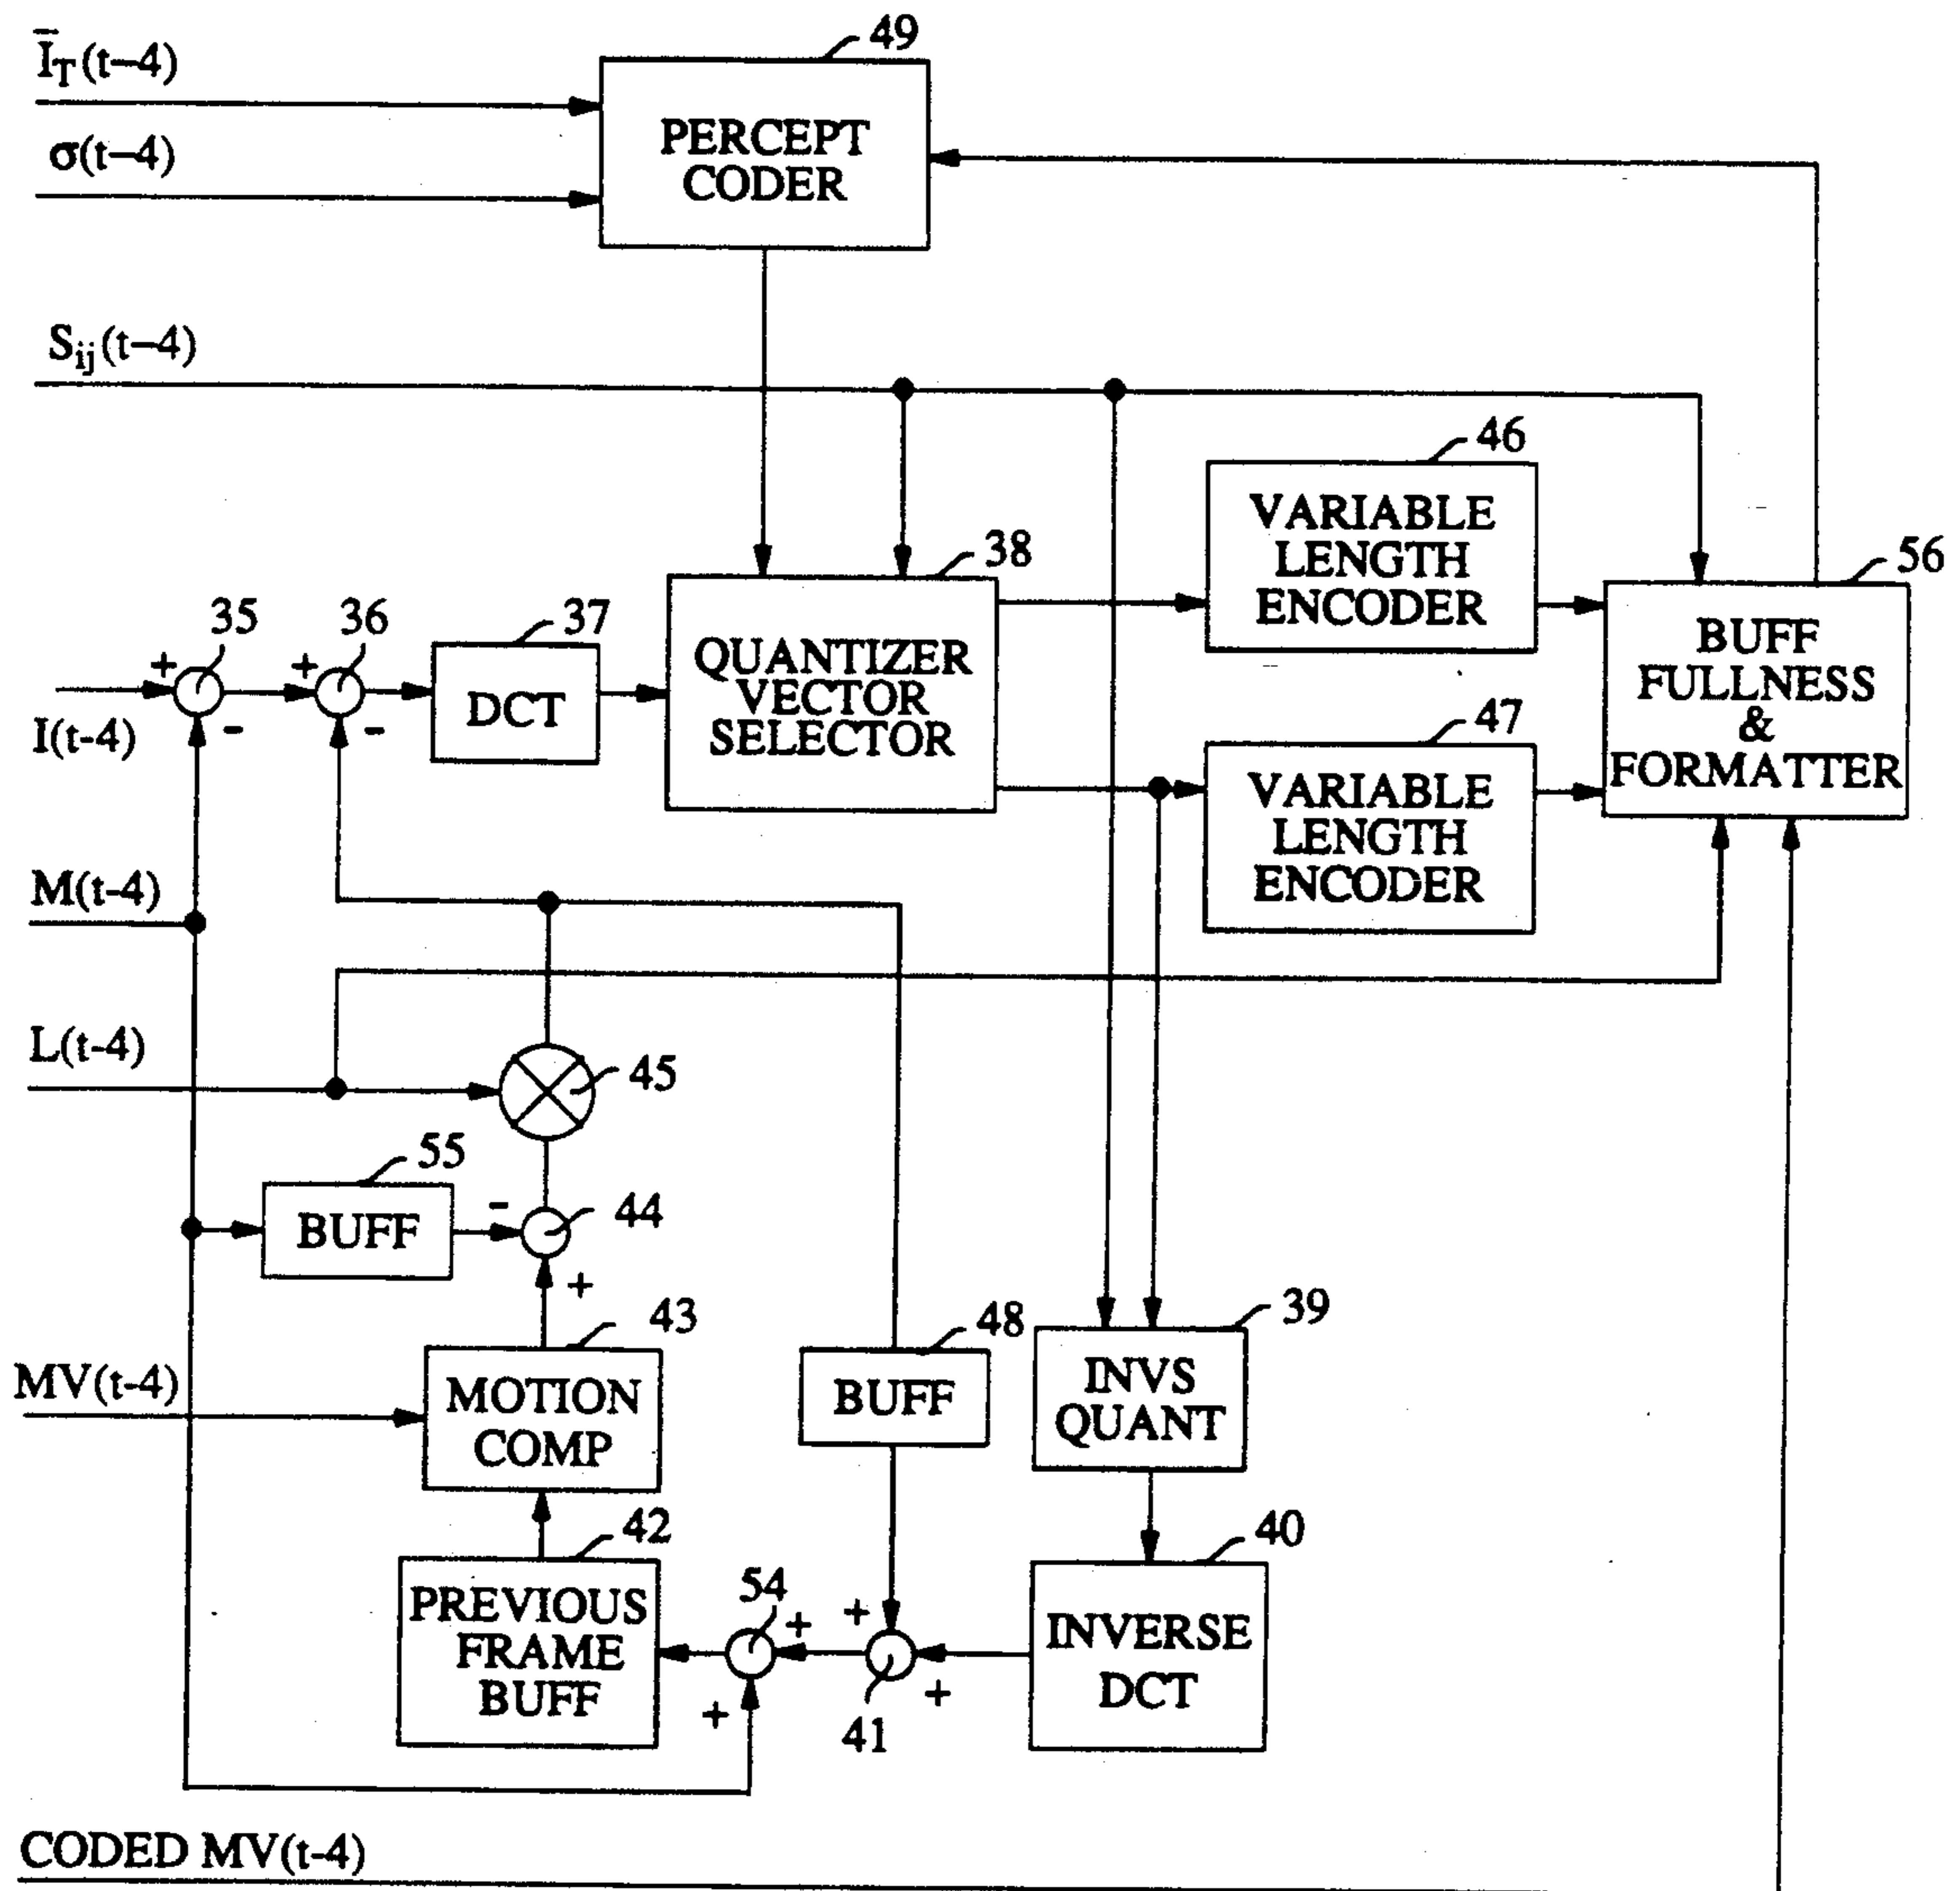 I̅_T(t–4)
49
PERCEPT
CODER
σ(t–4)
S_ij(t–4)
46
VARIABLE
LENGTH
ENCODER
38
QUANTIZER
VECTOR
SELECTOR
56
BUFF
FULLNESS
&
FORMATTER
+
35
-
+
36
-
37
DCT
I(t-4)
47
VARIABLE
LENGTH
ENCODER
M(t-4)
L(t-4)
45
55
BUFF
-
44
+
43
MOTION
COMP
MV(t-4)
48
BUFF
39
INVS
QUANT
42
PREVIOUS
FRAME
BUFF
54
+
+
+
41
+
40
INVERSE
DCT
CODED MV(t-4)